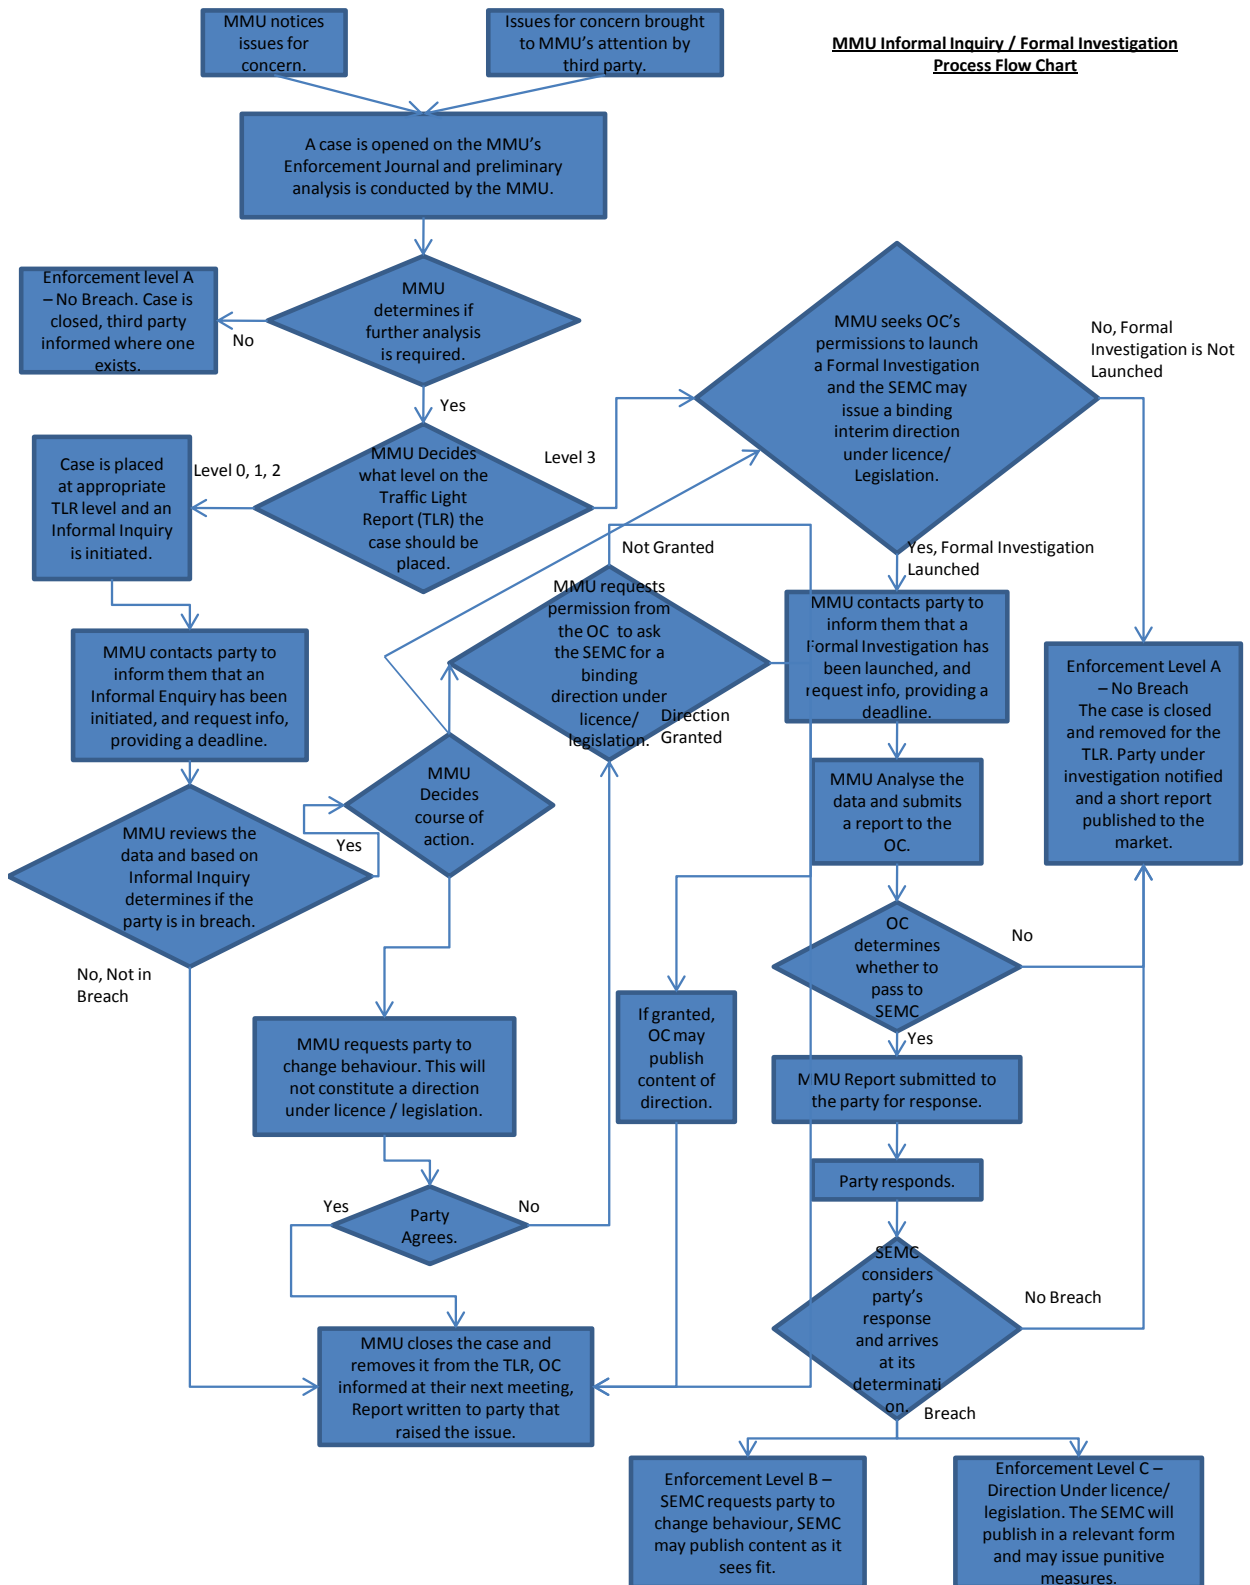 MMU notices
issues for
concern.
Issues for concern brought
to MMU's attention by
third party.
MMU Informal Inquiry / Formal Investigation
Process Flow Chart
A case is opened on the MMU's
Enforcement Journal and preliminary
analysis is conducted by the MMU.
Enforcement level A
– No Breach. Case is
closed, third party
informed where one
exists.
No
MMU
determines if
further analysis
is required.
Yes
MMU seeks OC's
permissions to launch
a Formal Investigation
and the SEMC may
issue a binding
interim direction
under licence/
Legislation.
No, Formal
Investigation is Not
Launched
Case is placed
at appropriate
TLR level and an
Informal Inquiry
is initiated.
Level 0, 1, 2
MMU Decides
what level on the
Traffic Light
Report (TLR) the
case should be
placed.
Level 3
Not Granted
Yes, Formal Investigation
Launched
MMU requests
permission from
the OC to ask
the SEMC for a
binding
direction under
licence/
legislation.
Direction
Granted
MMU contacts party to
inform them that a
Formal Investigation has
been launched, and
request info, providing a
deadline.
Enforcement Level A
– No Breach
The case is closed
and removed for the
TLR. Party under
investigation notified
and a short report
published to the
market.
MMU contacts party to
inform them that an
Informal Enquiry has been
initiated, and request info,
providing a deadline.
MMU
Decides
course of
action.
MMU Analyse the
data and submits
a report to the
OC.
MMU reviews the
data and based on
Informal Inquiry
determines if the
party is in breach.
Yes
No, Not in
Breach
OC
determines
whether to
pass to
SEMC
No
Yes
MMU requests party to
change behaviour. This will
not constitute a direction
under licence / legislation.
If granted,
OC may
publish
content of
direction.
MMU Report submitted to
the party for response.
Party responds.
Yes
Party
Agrees.
No
SEMC
considers
party's
response
and arrives
at its
determinati
on.
No Breach
Breach
MMU closes the case and
removes it from the TLR, OC
informed at their next meeting,
Report written to party that
raised the issue.
Enforcement Level B –
SEMC requests party to
change behaviour, SEMC
may publish content as it
sees fit.
Enforcement Level C –
Direction Under licence/
legislation. The SEMC will
publish in a relevant form
and may issue punitive
measures.